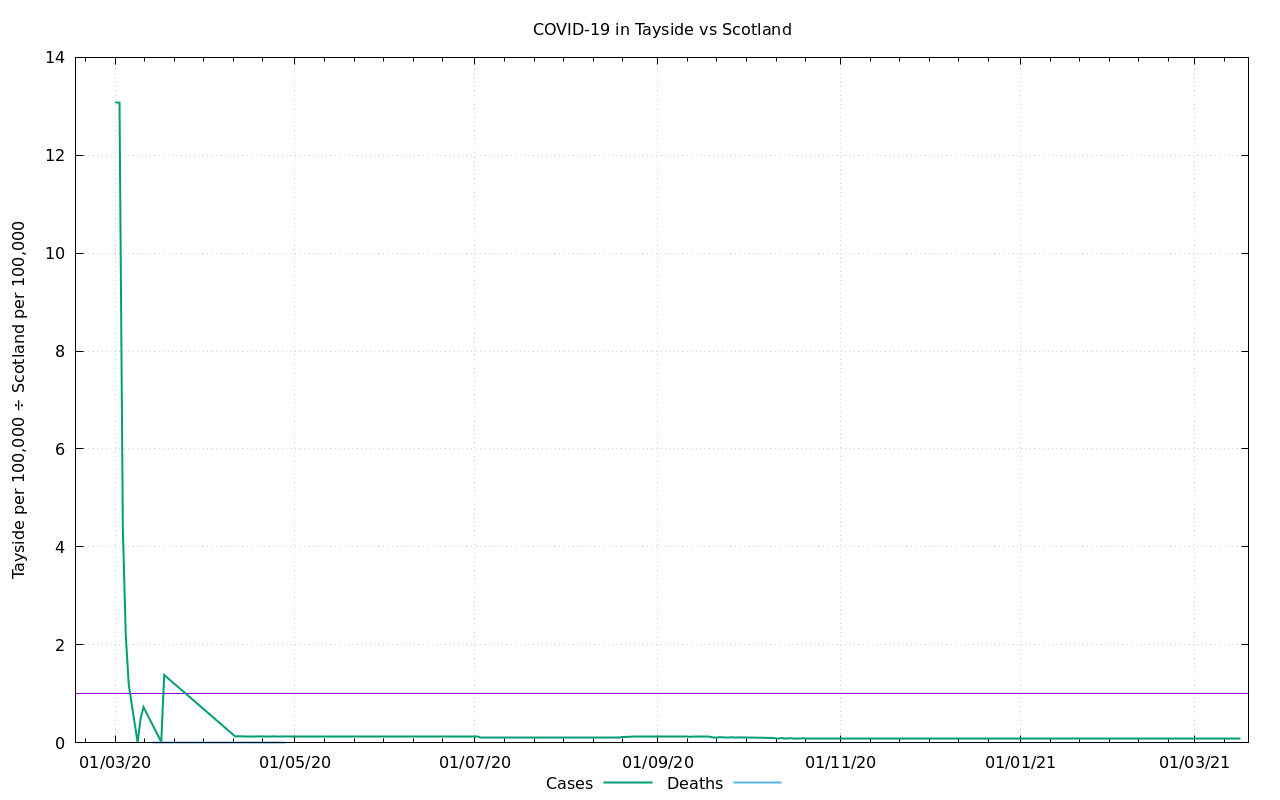 COVID-19 in Tayside vs Scotland
Tayside per 100,000 ÷ Scotland per 100,000
14
12
10
8
6
4
2
0
01/03/20 01/05/20 01/07/20 01/09/20 01/11/20 01/01/21 01/03/21
Cases Deaths